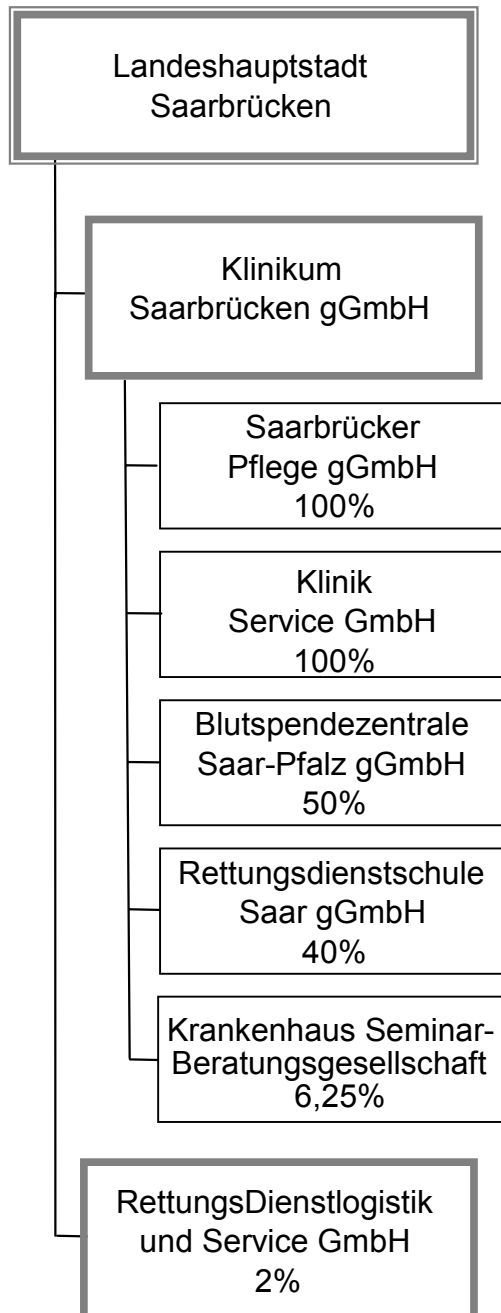 Landeshauptstadt
Saarbrücken
Klinikum
Saarbrücken gGmbH
Saarbrücker
Pflege gGmbH
100%
Klinik
Service GmbH
100%
Blutspendezentrale
Saar-Pfalz gGmbH
50%
Rettungsdienstschule
Saar gGmbH
40%
Krankenhaus Seminar-
Beratungsgesellschaft
6,25%
RettungsDienstlogistik
und Service GmbH
2%